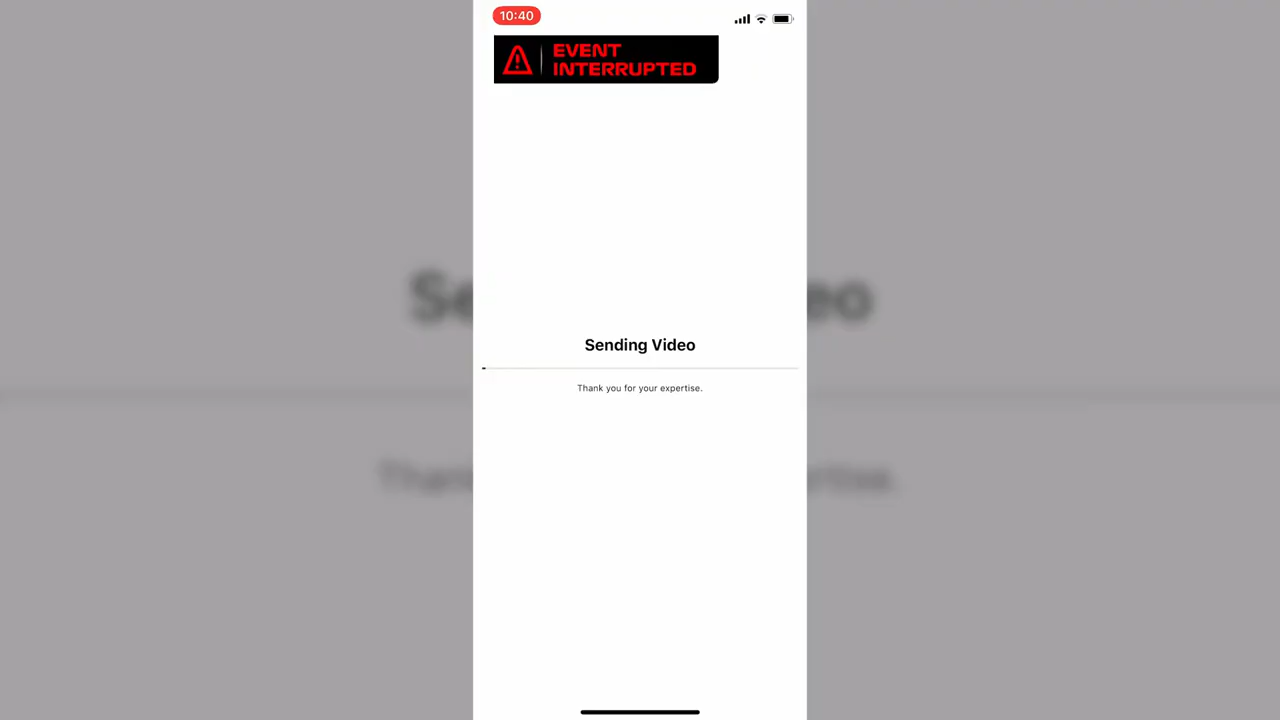 10:40
EVENT
INTERRUPTED
Sending Video
Thank you for your expertise.